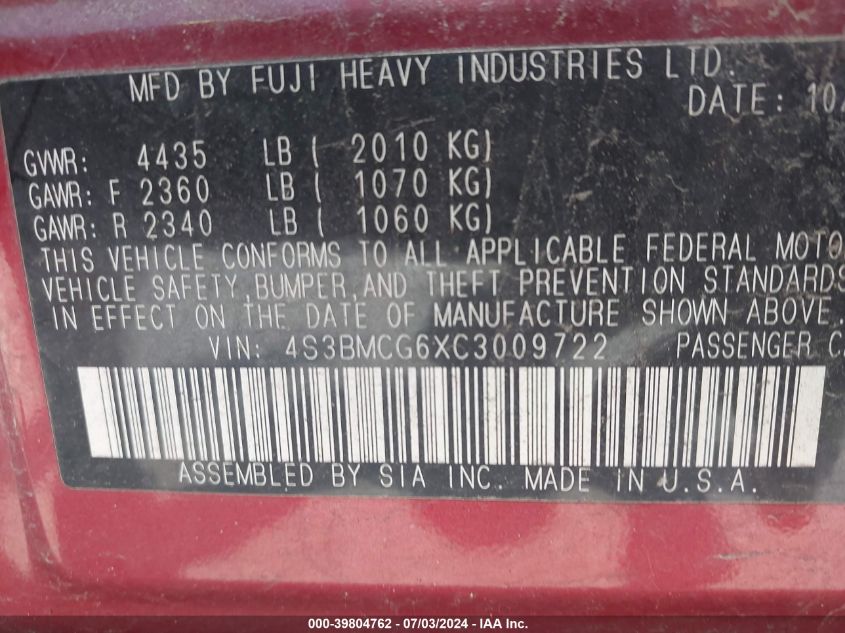 MFD BY FUJI HEAVY INDUSTRIES LTD.
DATE: 10/
GVWR: 4435 LB ( 2010 KG)
GAWR: F 2360 LB ( 1070 KG)
GAWR: R 2340 LB ( 1060 KG)
THIS VEHICLE CONFORMS TO ALL APPLICABLE FEDERAL MOTO
VEHICLE SAFETY,BUMPER,AND THEFT PREVENTION STANDARDS
IN EFFECT ON THE DATE OF MANUFACTURE SHOWN ABOVE.
VIN: 4S3BMCG6XC3009722 PASSENGER C
ASSEMBLED BY SIA INC. MADE IN U.S.A.
000-39804762 - 07/03/2024 - IAA Inc.